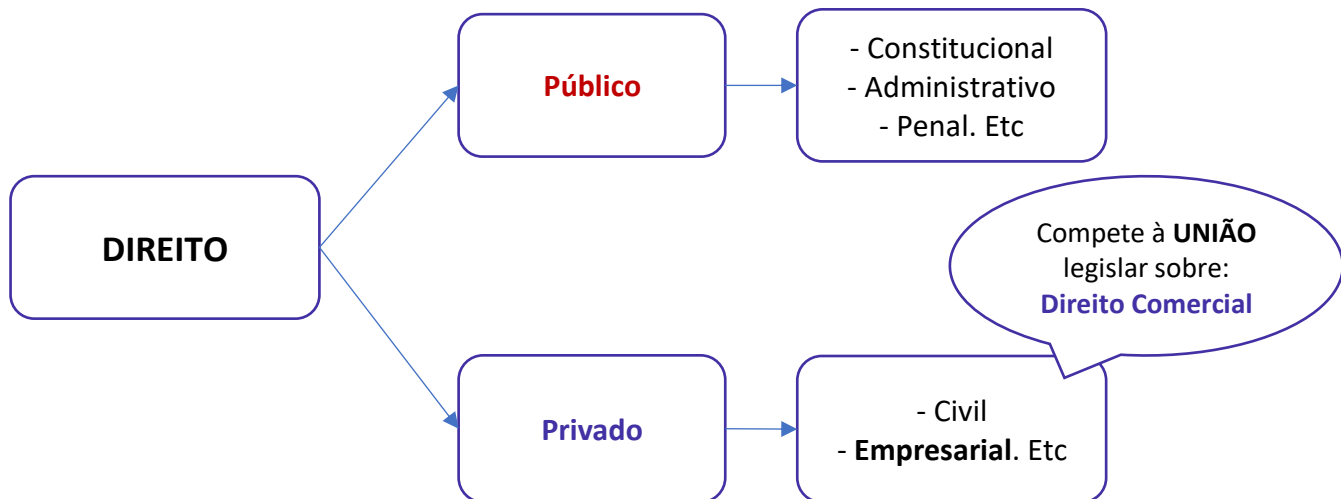 DIREITO
Público
- Constitucional
- Administrativo
- Penal. Etc
Compete à UNIÃO
legislar sobre:
Direito Comercial
Privado
- Civil
- Empresarial. Etc